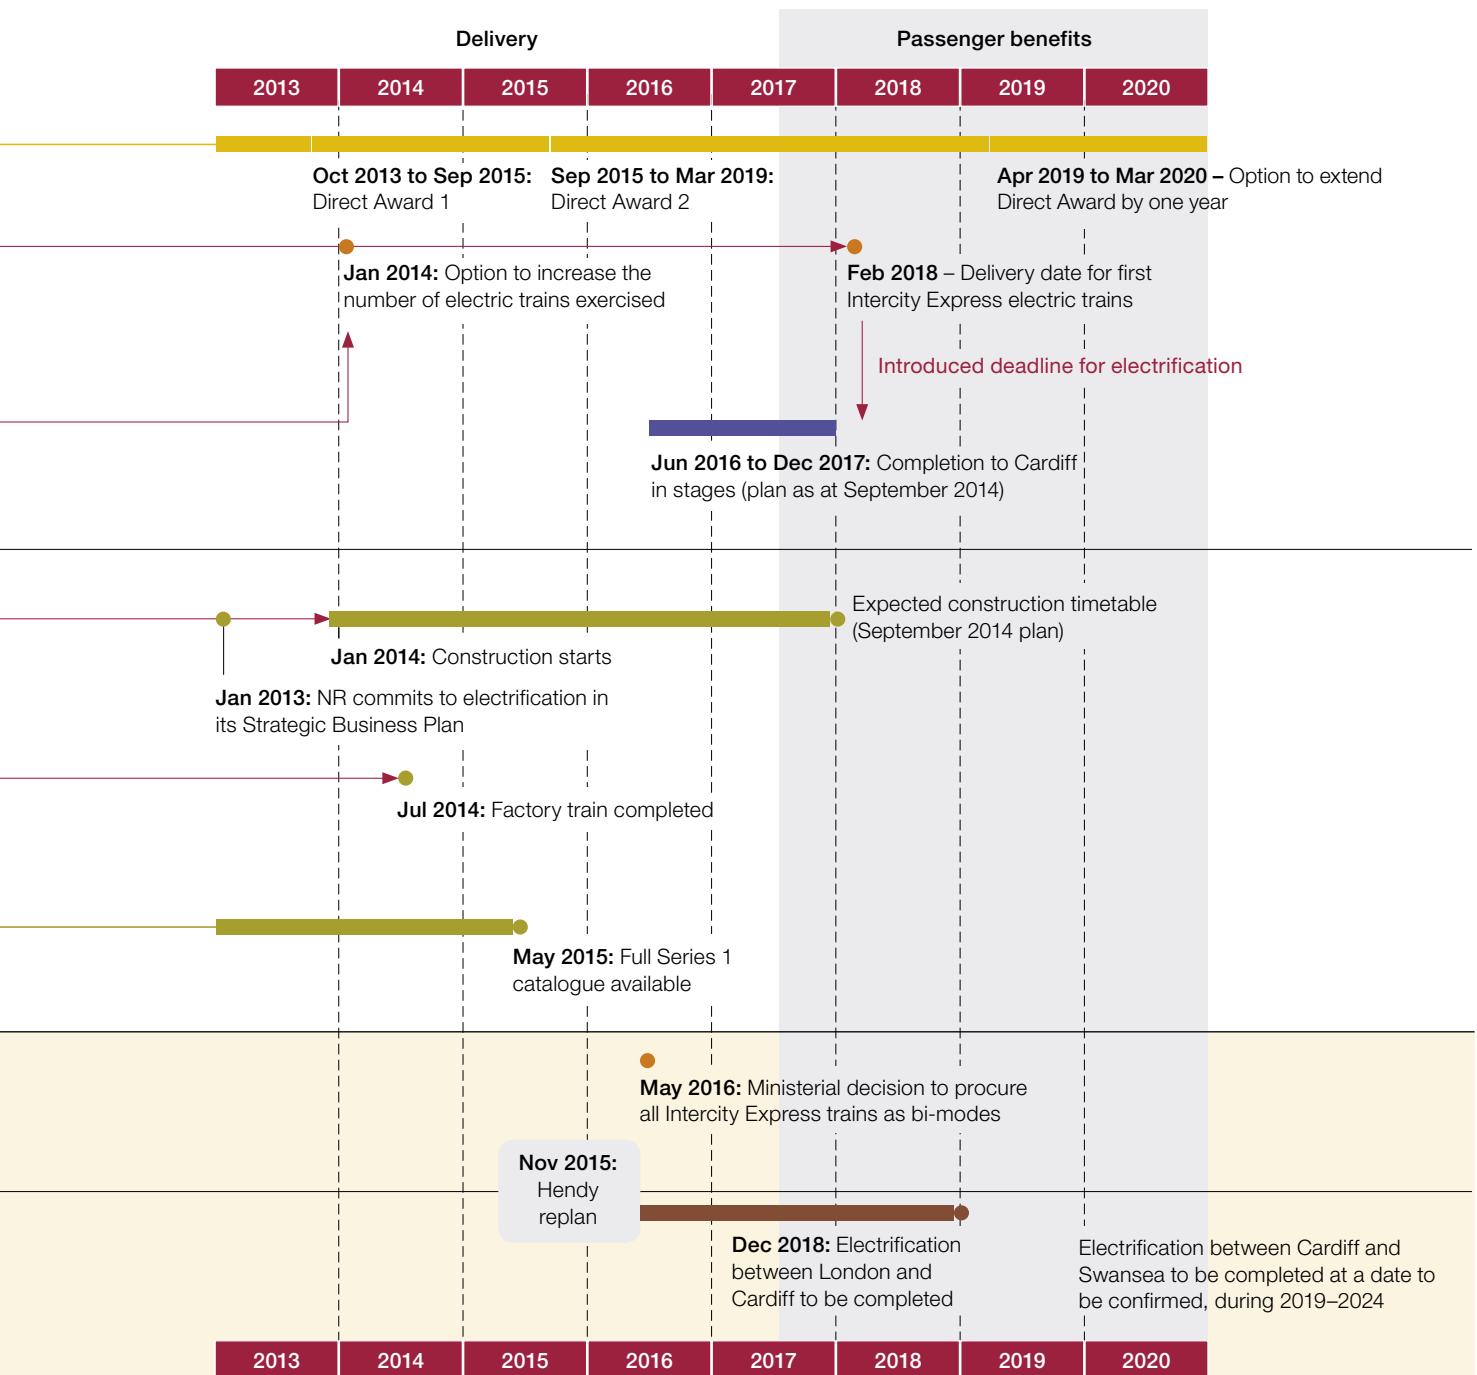 Delivery
Passenger benefits
2013 2014 2015 2016 2017 2018 2019 2020
Oct 2013 to Sep 2015:
Direct Award 1
Sep 2015 to Mar 2019:
Direct Award 2
Apr 2019 to Mar 2020 – Option to extend
Direct Award by one year
Jan 2014: Option to increase the
number of electric trains exercised
Feb 2018 – Delivery date for first
Intercity Express electric trains
Introduced deadline for electrification
Jun 2016 to Dec 2017: Completion to Cardiff
in stages (plan as at September 2014)
Expected construction timetable
(September 2014 plan)
Jan 2014: Construction starts
Jan 2013: NR commits to electrification in
its Strategic Business Plan
Jul 2014: Factory train completed
May 2015: Full Series 1
catalogue available
May 2016: Ministerial decision to procure
all Intercity Express trains as bi-modes
Nov 2015:
Hendy
replan
Dec 2018: Electrification
between London and
Cardiff to be completed
Electrification between Cardiff and
Swansea to be completed at a date to
be confirmed, during 2019–2024
2013 2014 2015 2016 2017 2018 2019 2020